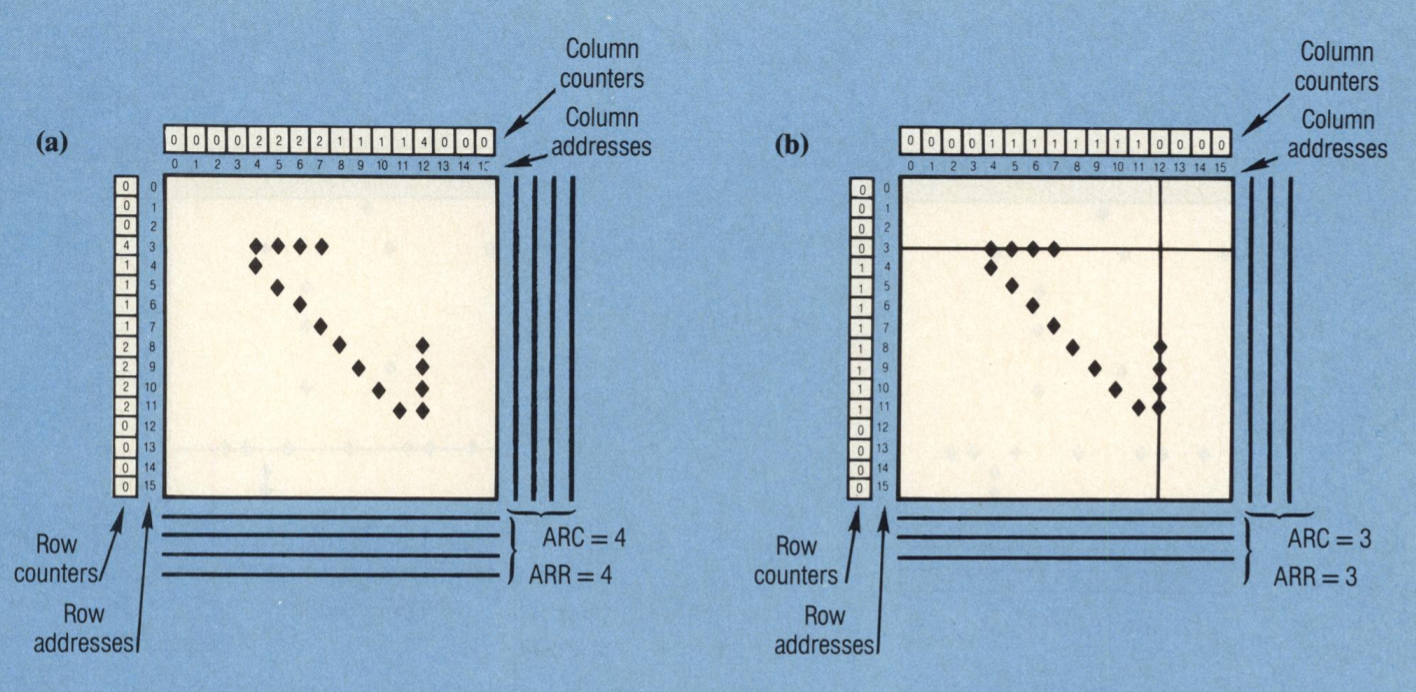 (a)
Column
counters
Column
addresses
0 0 0 0 2 2 2 2 1 1 1 1 4 0 0 0
0 1 2 3 4 5 6 7 8 9 10 11 12 13 14
0 0
0 1
0 2
4 3
1 4
1 5
1 6
1 7
2 8
2 9
2 10
2 11
0 12
0 13
0 14
0 15
Row
counters
Row
addresses
ARC = 4
ARR = 4
(b)
Column
counters
Column
addresses
0 0 0 0 1 1 1 1 1 1 1 1 0 0 0 0
0 1 2 3 4 5 6 7 8 9 10 11 12 13 14 15
0 0
0 1
0 2
0 3
1 4
1 5
1 6
1 7
1 8
1 9
1 10
1 11
0 12
0 13
0 14
0 15
Row
counters
Row
addresses
ARC = 3
ARR = 3